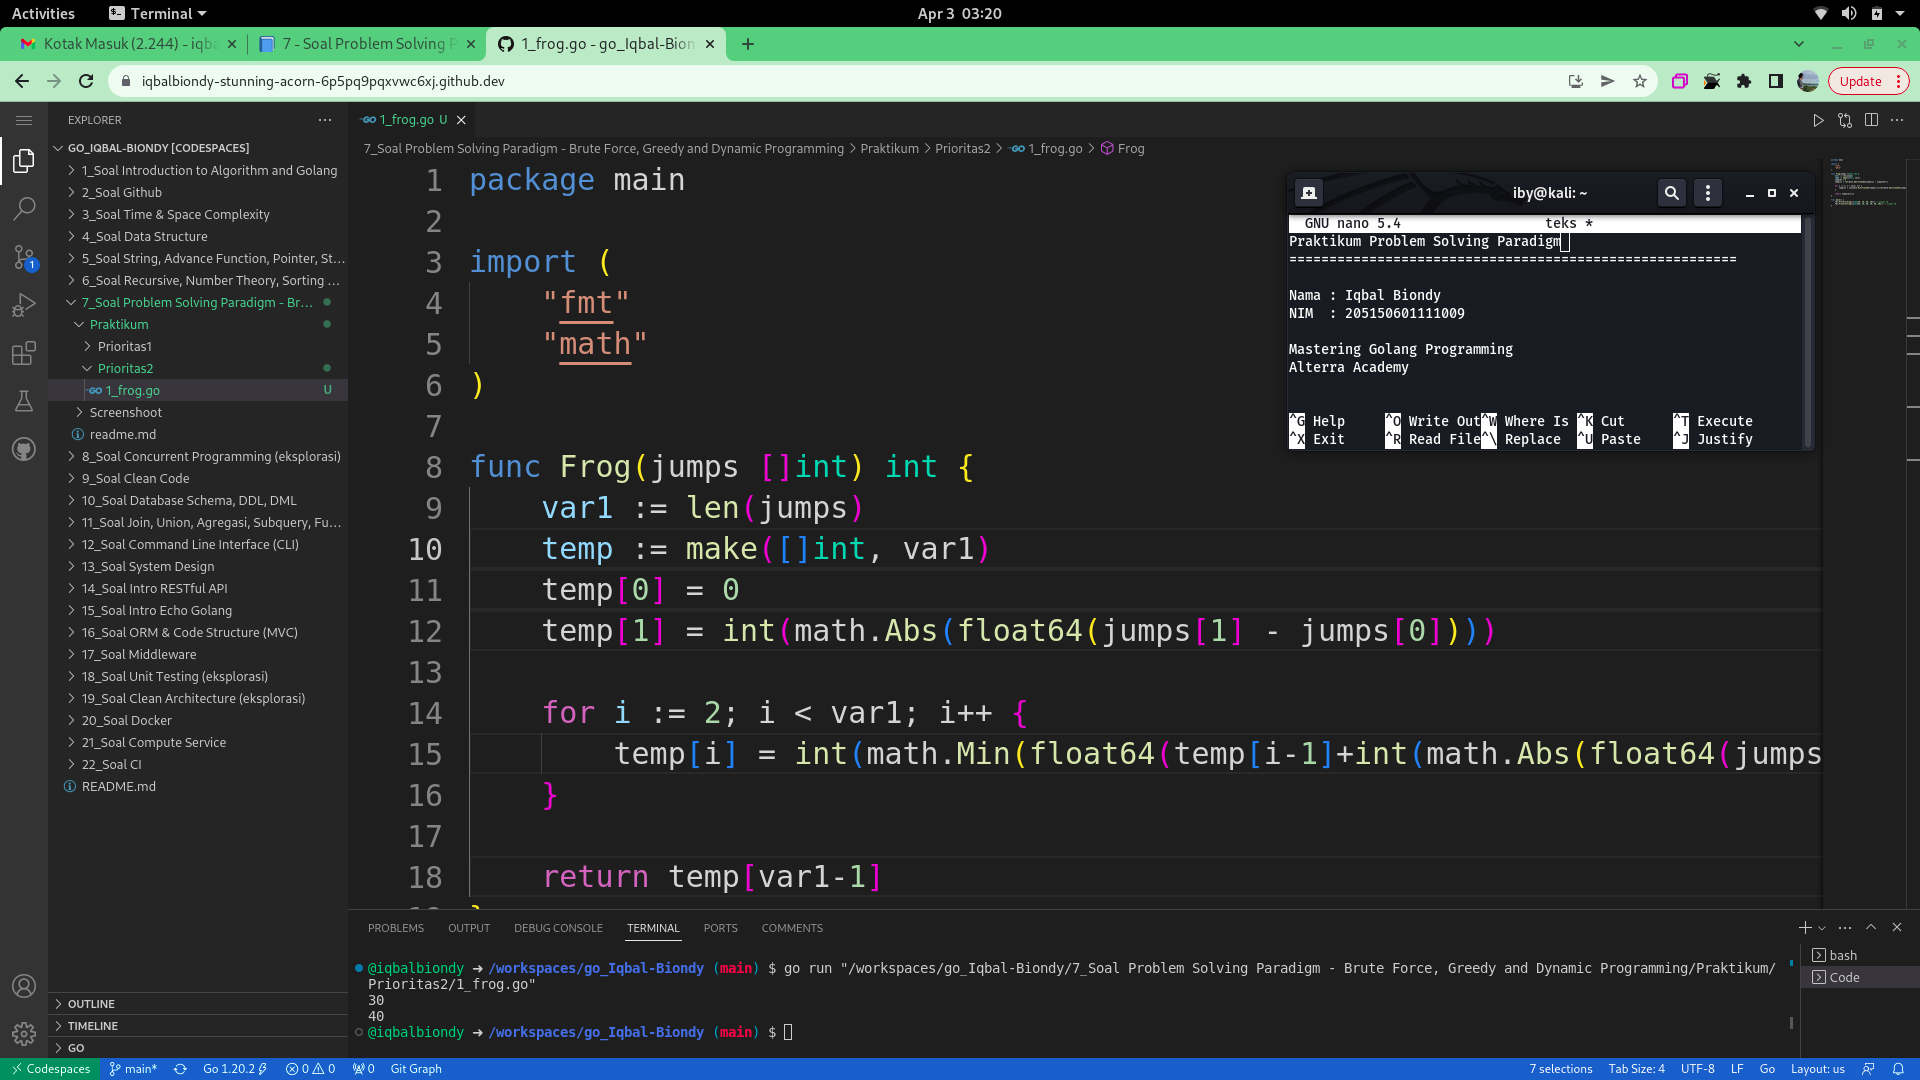 Activities
Terminal
Apr 3 03:20
Kotak Masuk (2.244) - iqba
7 - Soal Problem Solving P
1_frog.go - go_Iqbal-Bion
iqbalbiondy-stunning-acorn-6p5pq9pqxvwc6xj.github.dev
Update
EXPLORER
GO_IQBAL-BIONDY [CODESPACES]
1_Soal Introduction to Algorithm and Golang
2_Soal Github
3_Soal Time & Space Complexity
4_Soal Data Structure
5_Soal String, Advance Function, Pointer, St...
6_Soal Recursive, Number Theory, Sorting ...
7_Soal Problem Solving Paradigm - Br...
Praktikum
Prioritas1
Prioritas2
1_frog.go U
Screenshoot
readme.md
8_Soal Concurrent Programming (eksplorasi)
9_Soal Clean Code
10_Soal Database Schema, DDL, DML
11_Soal Join, Union, Agregasi, Subquery, Fu...
12_Soal Command Line Interface (CLI)
13_Soal System Design
14_Soal Intro RESTful API
15_Soal Intro Echo Golang
16_Soal ORM & Code Structure (MVC)
17_Soal Middleware
18_Soal Unit Testing (eksplorasi)
19_Soal Clean Architecture (eksplorasi)
20_Soal Docker
21_Soal Compute Service
22_Soal CI
README.md
OUTLINE
TIMELINE
GO
1_frog.go U
7_Soal Problem Solving Paradigm - Brute Force, Greedy and Dynamic Programming > Praktikum > Prioritas2 > 1_frog.go > Frog
1 package main
2
3 import (
4 "fmt"
5 "math"
6 )
7
8 func Frog(jumps []int) int {
9 var1 := len(jumps)
10 temp := make([]int, var1)
11 temp[0] = 0
12 temp[1] = int(math.Abs(float64(jumps[1] - jumps[0])))
13
14 for i := 2; i < var1; i++ {
15 temp[i] = int(math.Min(float64(temp[i-1]+int(math.Abs(float64(jumps
16 }
17
18 return temp[var1-1]
iby@kali: ~
GNU nano 5.4 teks *
Praktikum Problem Solving Paradigm
========================================================
Nama : Iqbal Biondy
NIM : 205150601111009
Mastering Golang Programming
Alterra Academy
^G Help ^O Write Out ^W Where Is ^K Cut ^T Execute
^X Exit ^R Read File ^\ Replace ^U Paste ^J Justify
PROBLEMS OUTPUT DEBUG CONSOLE TERMINAL PORTS COMMENTS
@iqbalbiondy ➜ /workspaces/go_Iqbal-Biondy (main) $ go run "/workspaces/go_Iqbal-Biondy/7_Soal Problem Solving Paradigm - Brute Force, Greedy and Dynamic Programming/Praktikum/
Prioritas2/1_frog.go"
30
40
@iqbalbiondy ➜ /workspaces/go_Iqbal-Biondy (main) $
bash
Code
Codespaces main* Go 1.20.2 0 0 0 Git Graph 7 selections Tab Size: 4 UTF-8 LF Go Layout: us